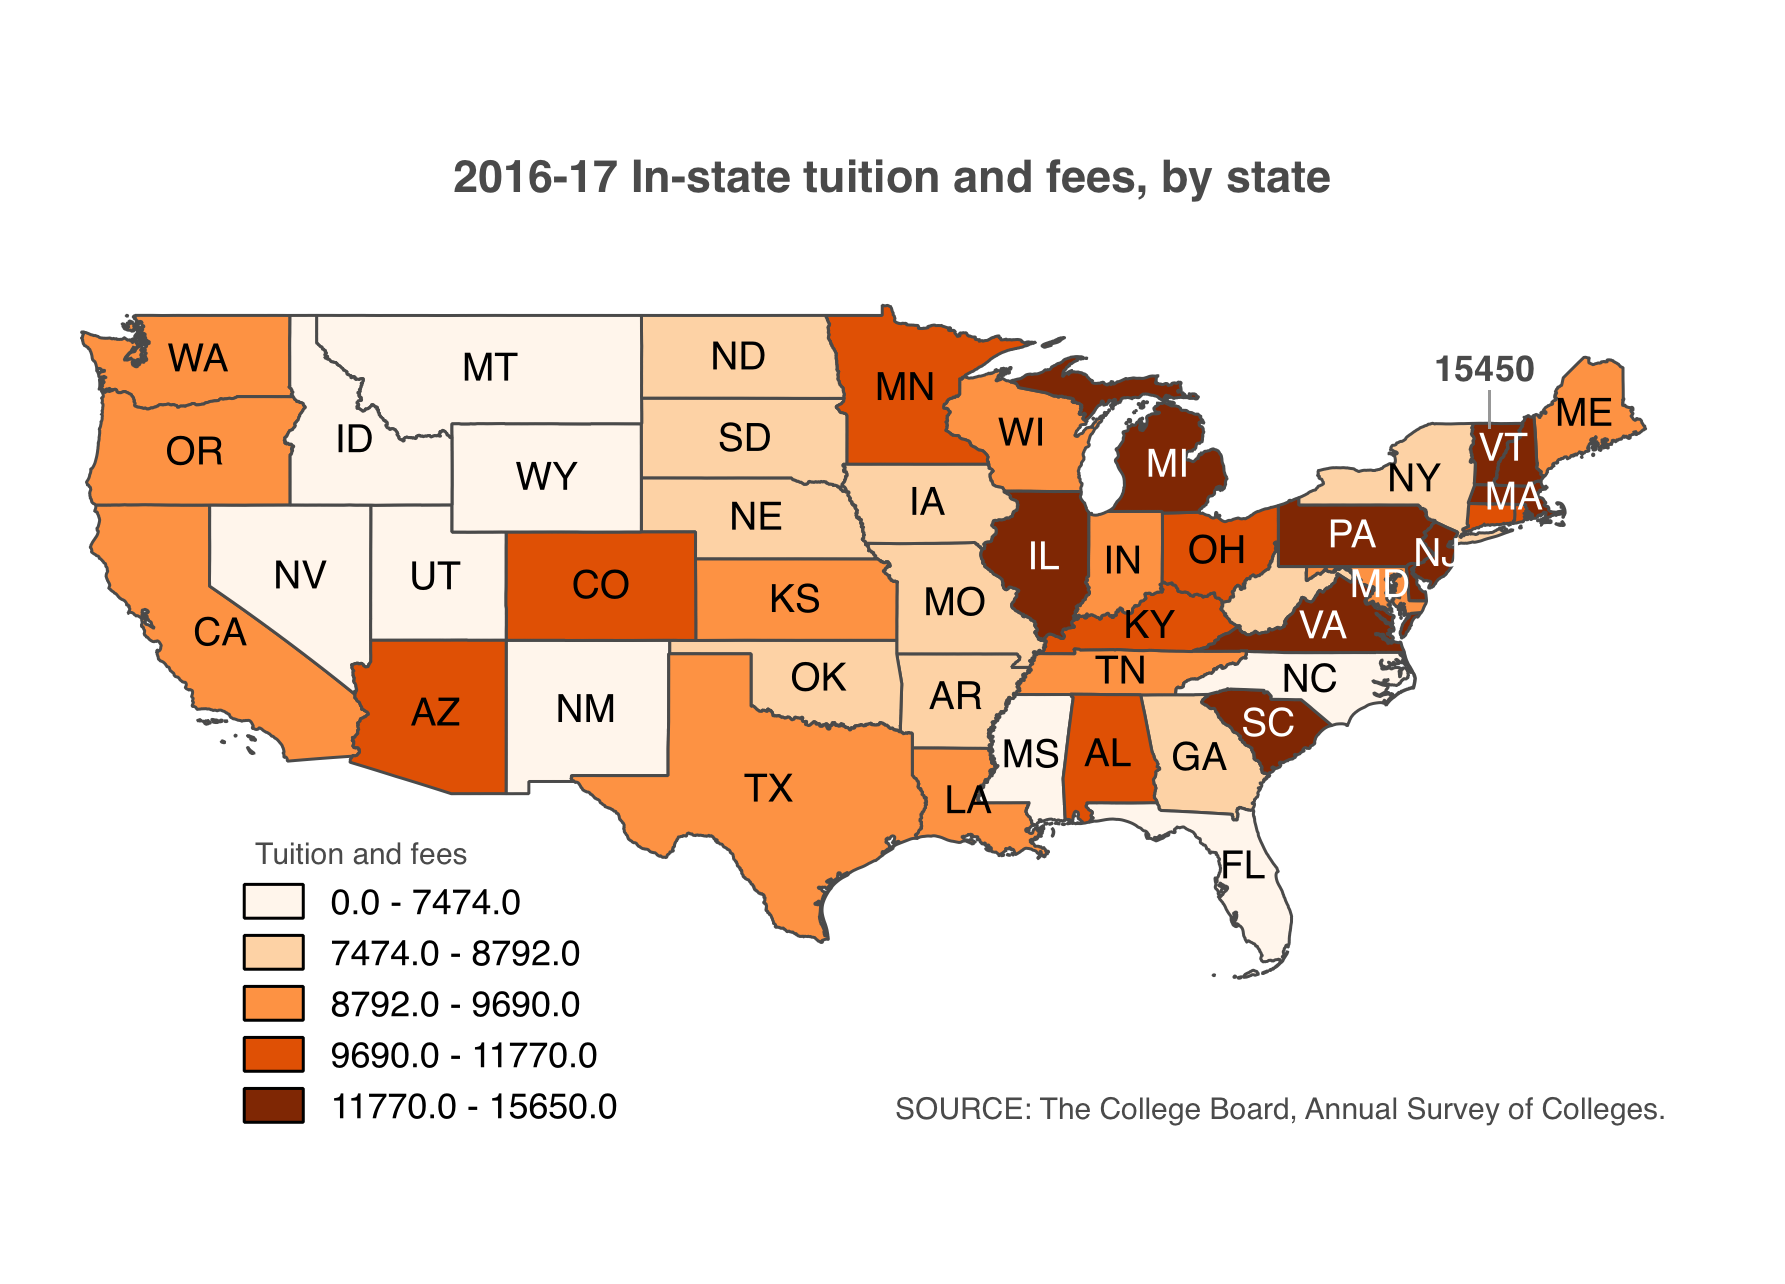 2016-17 In-state tuition and fees, by state
15450
WA
MT
ND
MN
ME
OR
ID
SD
WI
VT
MI
WY
NY
IA
MA
NE
PA
NV
UT
CO
KS
MO
IL
IN
OH
NJ
MD
CA
KY
VA
OK
TN
NC
AZ
NM
AR
SC
MS
AL
GA
TX
LA
FL
Tuition and fees
0.0 - 7474.0
7474.0 - 8792.0
8792.0 - 9690.0
9690.0 - 11770.0
11770.0 - 15650.0
SOURCE: The College Board, Annual Survey of Colleges.